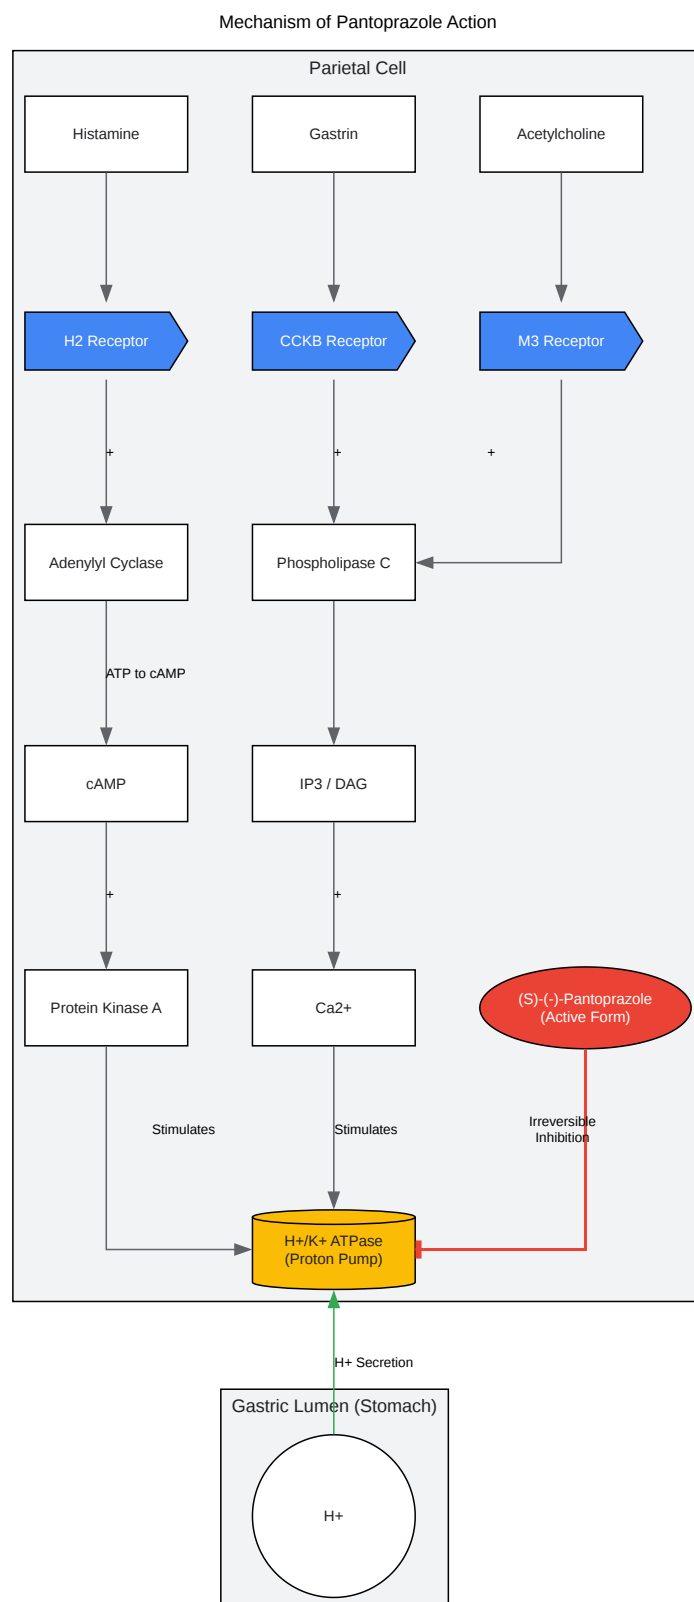 Mechanism of Pantoprazole Action
Parietal Cell
Histamine
Gastrin
Acetylcholine
H2 Receptor
CCKB Receptor
M3 Receptor
+
+
+
Adenylyl Cyclase
Phospholipase C
ATP to cAMP
cAMP
IP3 / DAG
+
+
Protein Kinase A
Ca2+
(S)-(-)-Pantoprazole
(Active Form)
Stimulates
Stimulates
Irreversible
Inhibition
H+/K+ ATPase
(Proton Pump)
H+ Secretion
Gastric Lumen (Stomach)
H+